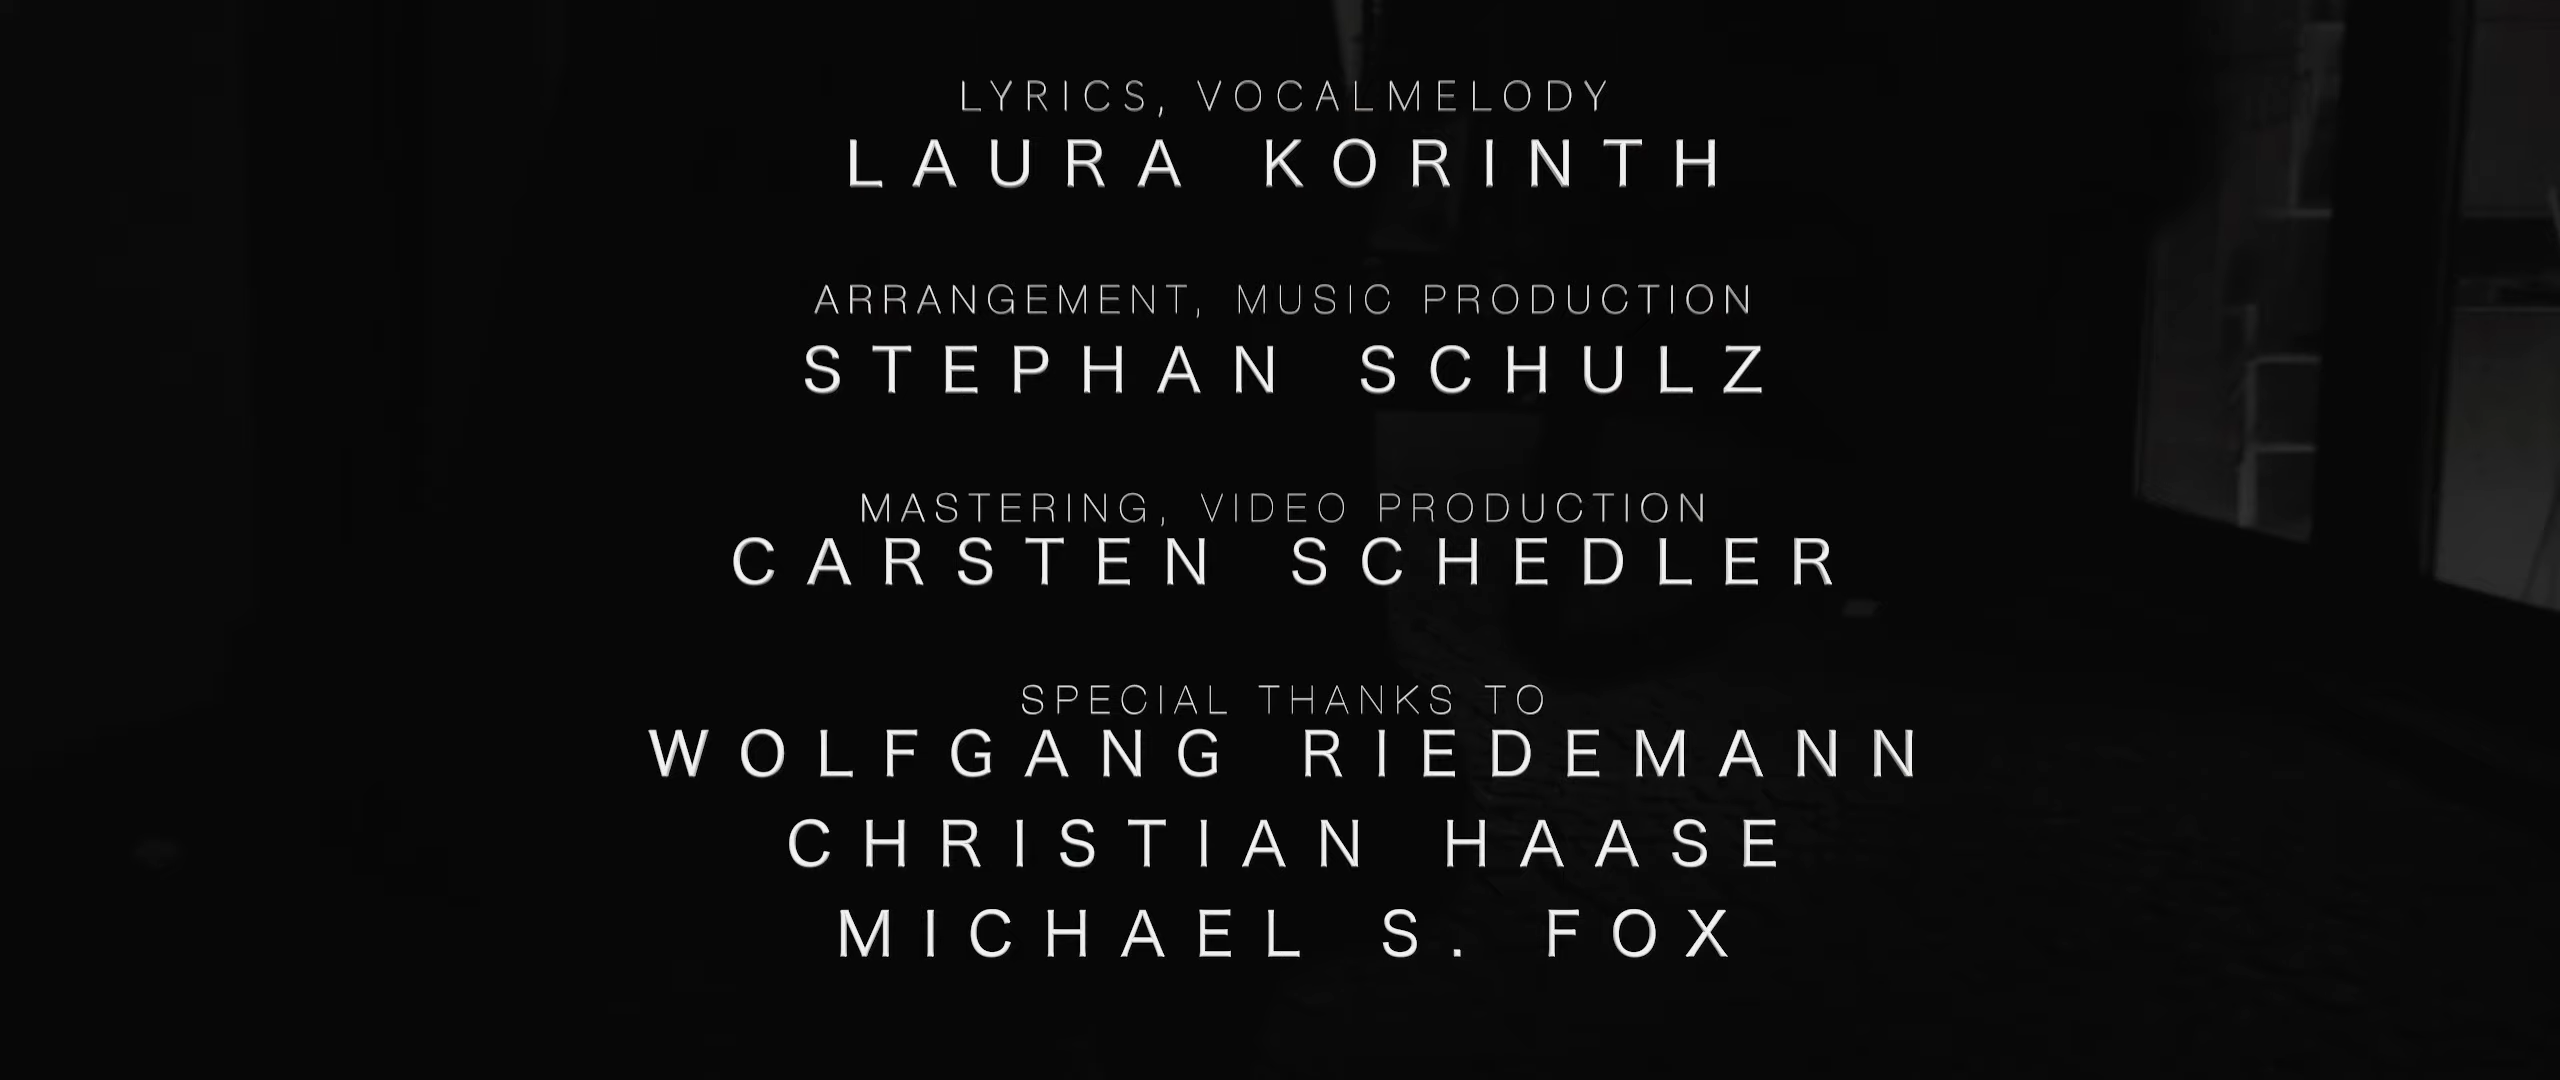 LYRICS, VOCALMELODY
LAURA KORINTH
ARRANGEMENT, MUSIC PRODUCTION
STEPHAN SCHULZ
MASTERING, VIDEO PRODUCTION
CARSTEN SCHEDLER
SPECIAL THANKS TO
WOLFGANG RIEDEMANN
CHRISTIAN HAASE
MICHAEL S. FOX